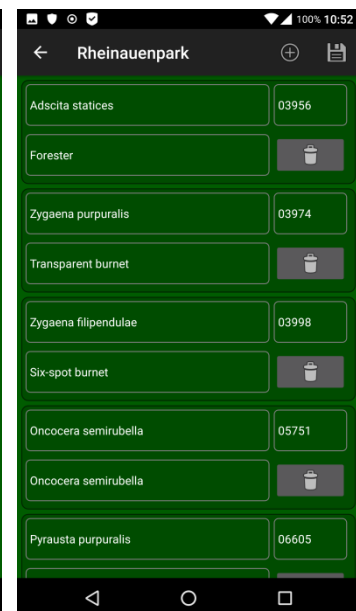 100% 10:52
Rheinauenpark
Adscita statices 03956
Forester
Zygaena purpuralis 03974
Transparent burnet
Zygaena filipendulae 03998
Six-spot burnet
Oncocera semirubella 05751
Oncocera semirubella
Pyrausta purpuralis 06605